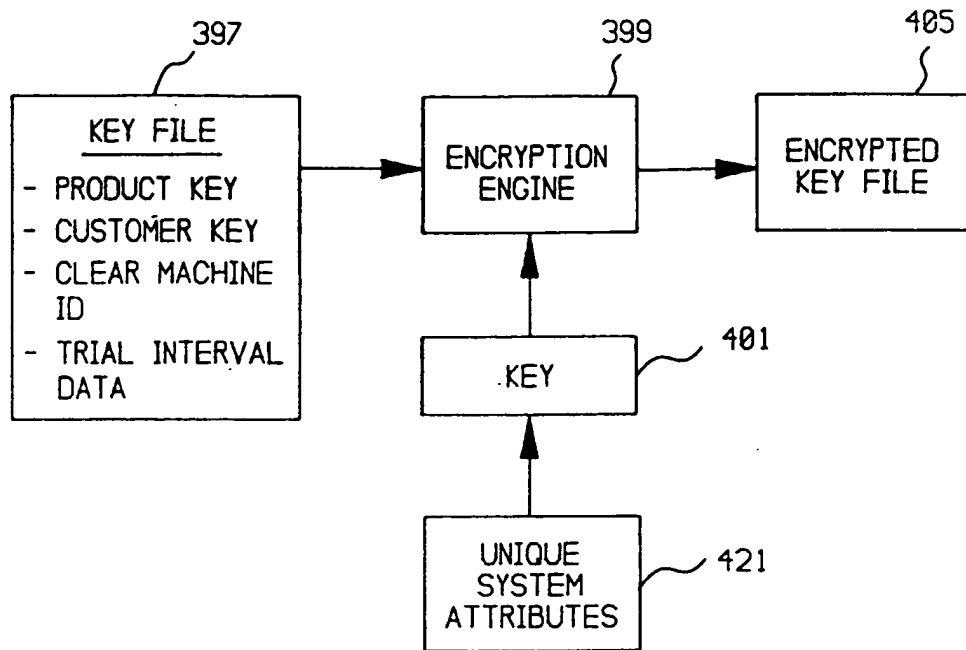 397
KEY FILE
- PRODUCT KEY
- CUSTOMER KEY
- CLEAR MACHINE
ID
- TRIAL INTERVAL
DATA
399
ENCRYPTION
ENGINE
405
ENCRYPTED
KEY FILE
KEY
401
UNIQUE
SYSTEM
ATTRIBUTES
421